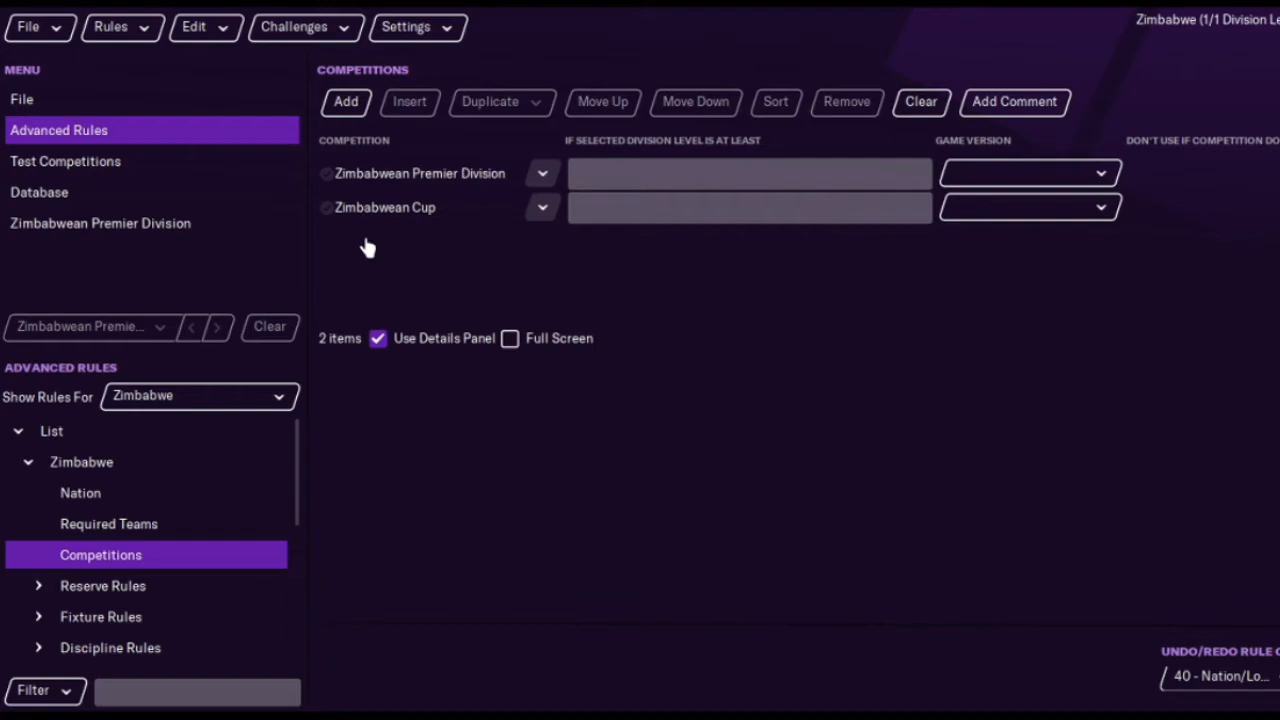 File
Rules
Edit
Challenges
Settings
Zimbabwe (1/1 Division Le
MENU
File
Advanced Rules
Test Competitions
Database
Zimbabwean Premier Division
Zimbabwean Premie...
Clear
ADVANCED RULES
Show Rules For
Zimbabwe
List
Zimbabwe
Nation
Required Teams
Competitions
Reserve Rules
Fixture Rules
Discipline Rules
Filter
COMPETITIONS
Add
Insert
Duplicate
Move Up
Move Down
Sort
Remove
Clear
Add Comment
COMPETITION
IF SELECTED DIVISION LEVEL IS AT LEAST
GAME VERSION
DON'T USE IF COMPETITION DO
Zimbabwean Premier Division
Zimbabwean Cup
2 items
Use Details Panel
Full Screen
UNDO/REDO RULE
40 - Nation/Lo...